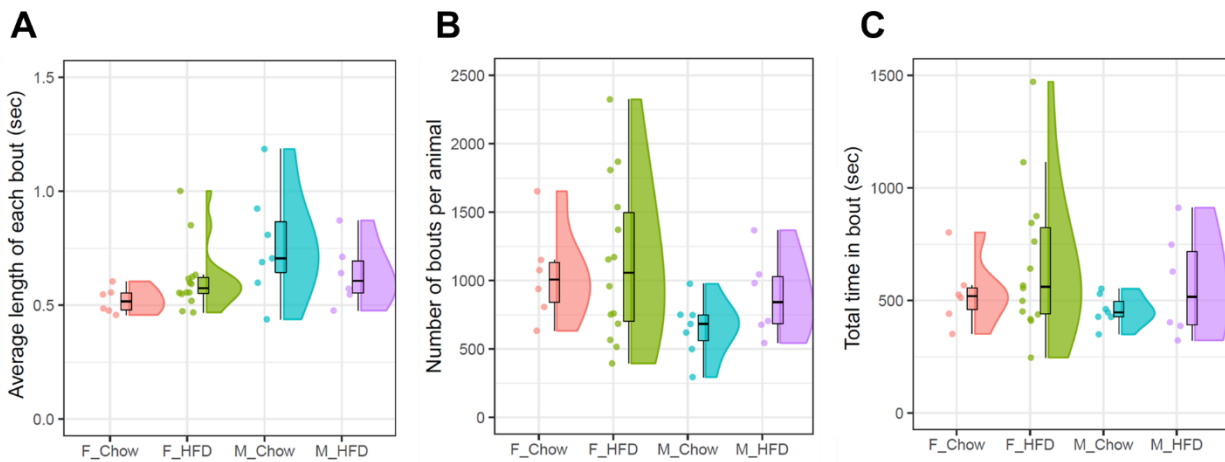 A
Average length of each bout (sec)
1.5
1.0
0.5
0.0
F_Chow F_HFD M_Chow M_HFD
B
Number of bouts per animal
2500
2000
1500
1000
500
0
F_Chow F_HFD M_Chow M_HFD
C
Total time in bout (sec)
1500
1000
500
0
F_Chow F_HFD M_Chow M_HFD